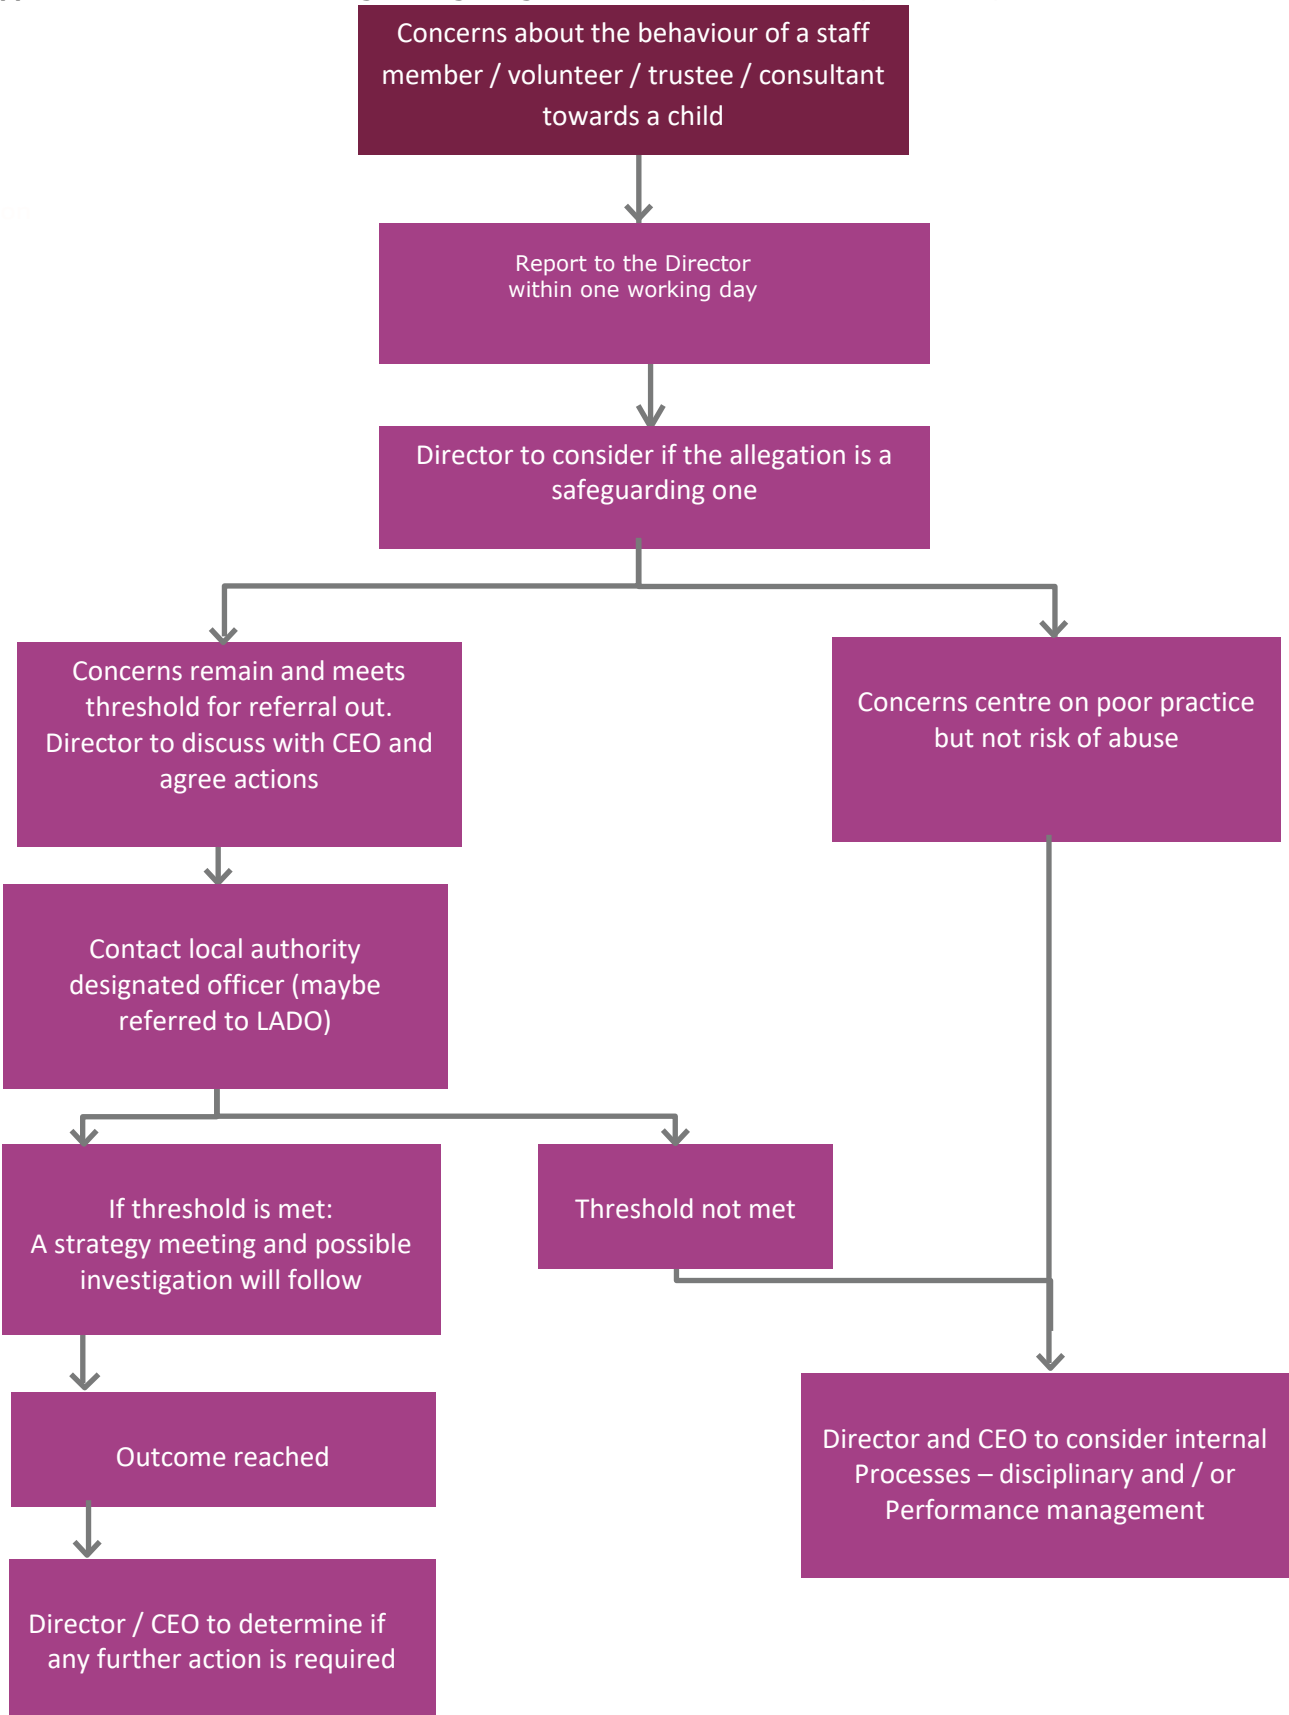 Concerns about the behaviour of a staff
member / volunteer / trustee / consultant
towards a child
Report to the Director
within one working day
Director to consider if the allegation is a
safeguarding one
Concerns remain and meets
threshold for referral out.
Director to discuss with CEO and
agree actions
Concerns centre on poor practice
but not risk of abuse
Contact local authority
designated officer (maybe
referred to LADO)
If threshold is met:
A strategy meeting and possible
investigation will follow
Threshold not met
Outcome reached
Director and CEO to consider internal
Processes – disciplinary and / or
Performance management
Director / CEO to determine if
any further action is required